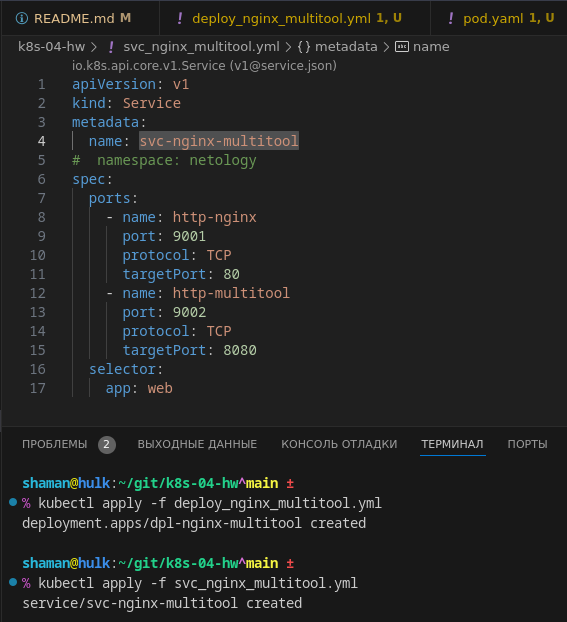 README.md M
! deploy_nginx_multitool.yml 1, U
! pod.yaml 1, U
k8s-04-hw > ! svc_nginx_multitool.yml > {} metadata > abc name
io.k8s.api.core.v1.Service (v1@service.json)
1 apiVersion: v1
2 kind: Service
3 metadata:
4   name: svc-nginx-multitool
5 #  namespace: netology
6 spec:
7   ports:
8     - name: http-nginx
9       port: 9001
10       protocol: TCP
11       targetPort: 80
12     - name: http-multitool
13       port: 9002
14       protocol: TCP
15       targetPort: 8080
16   selector:
17     app: web
ПРОБЛЕМЫ 2 ВЫХОДНЫЕ ДАННЫЕ КОНСОЛЬ ОТЛАДКИ ТЕРМИНАЛ ПОРТЫ
shaman@hulk:~/git/k8s-04-hw^main ±
% kubectl apply -f deploy_nginx_multitool.yml
deployment.apps/dpl-nginx-multitool created
shaman@hulk:~/git/k8s-04-hw^main ±
% kubectl apply -f svc_nginx_multitool.yml
service/svc-nginx-multitool created